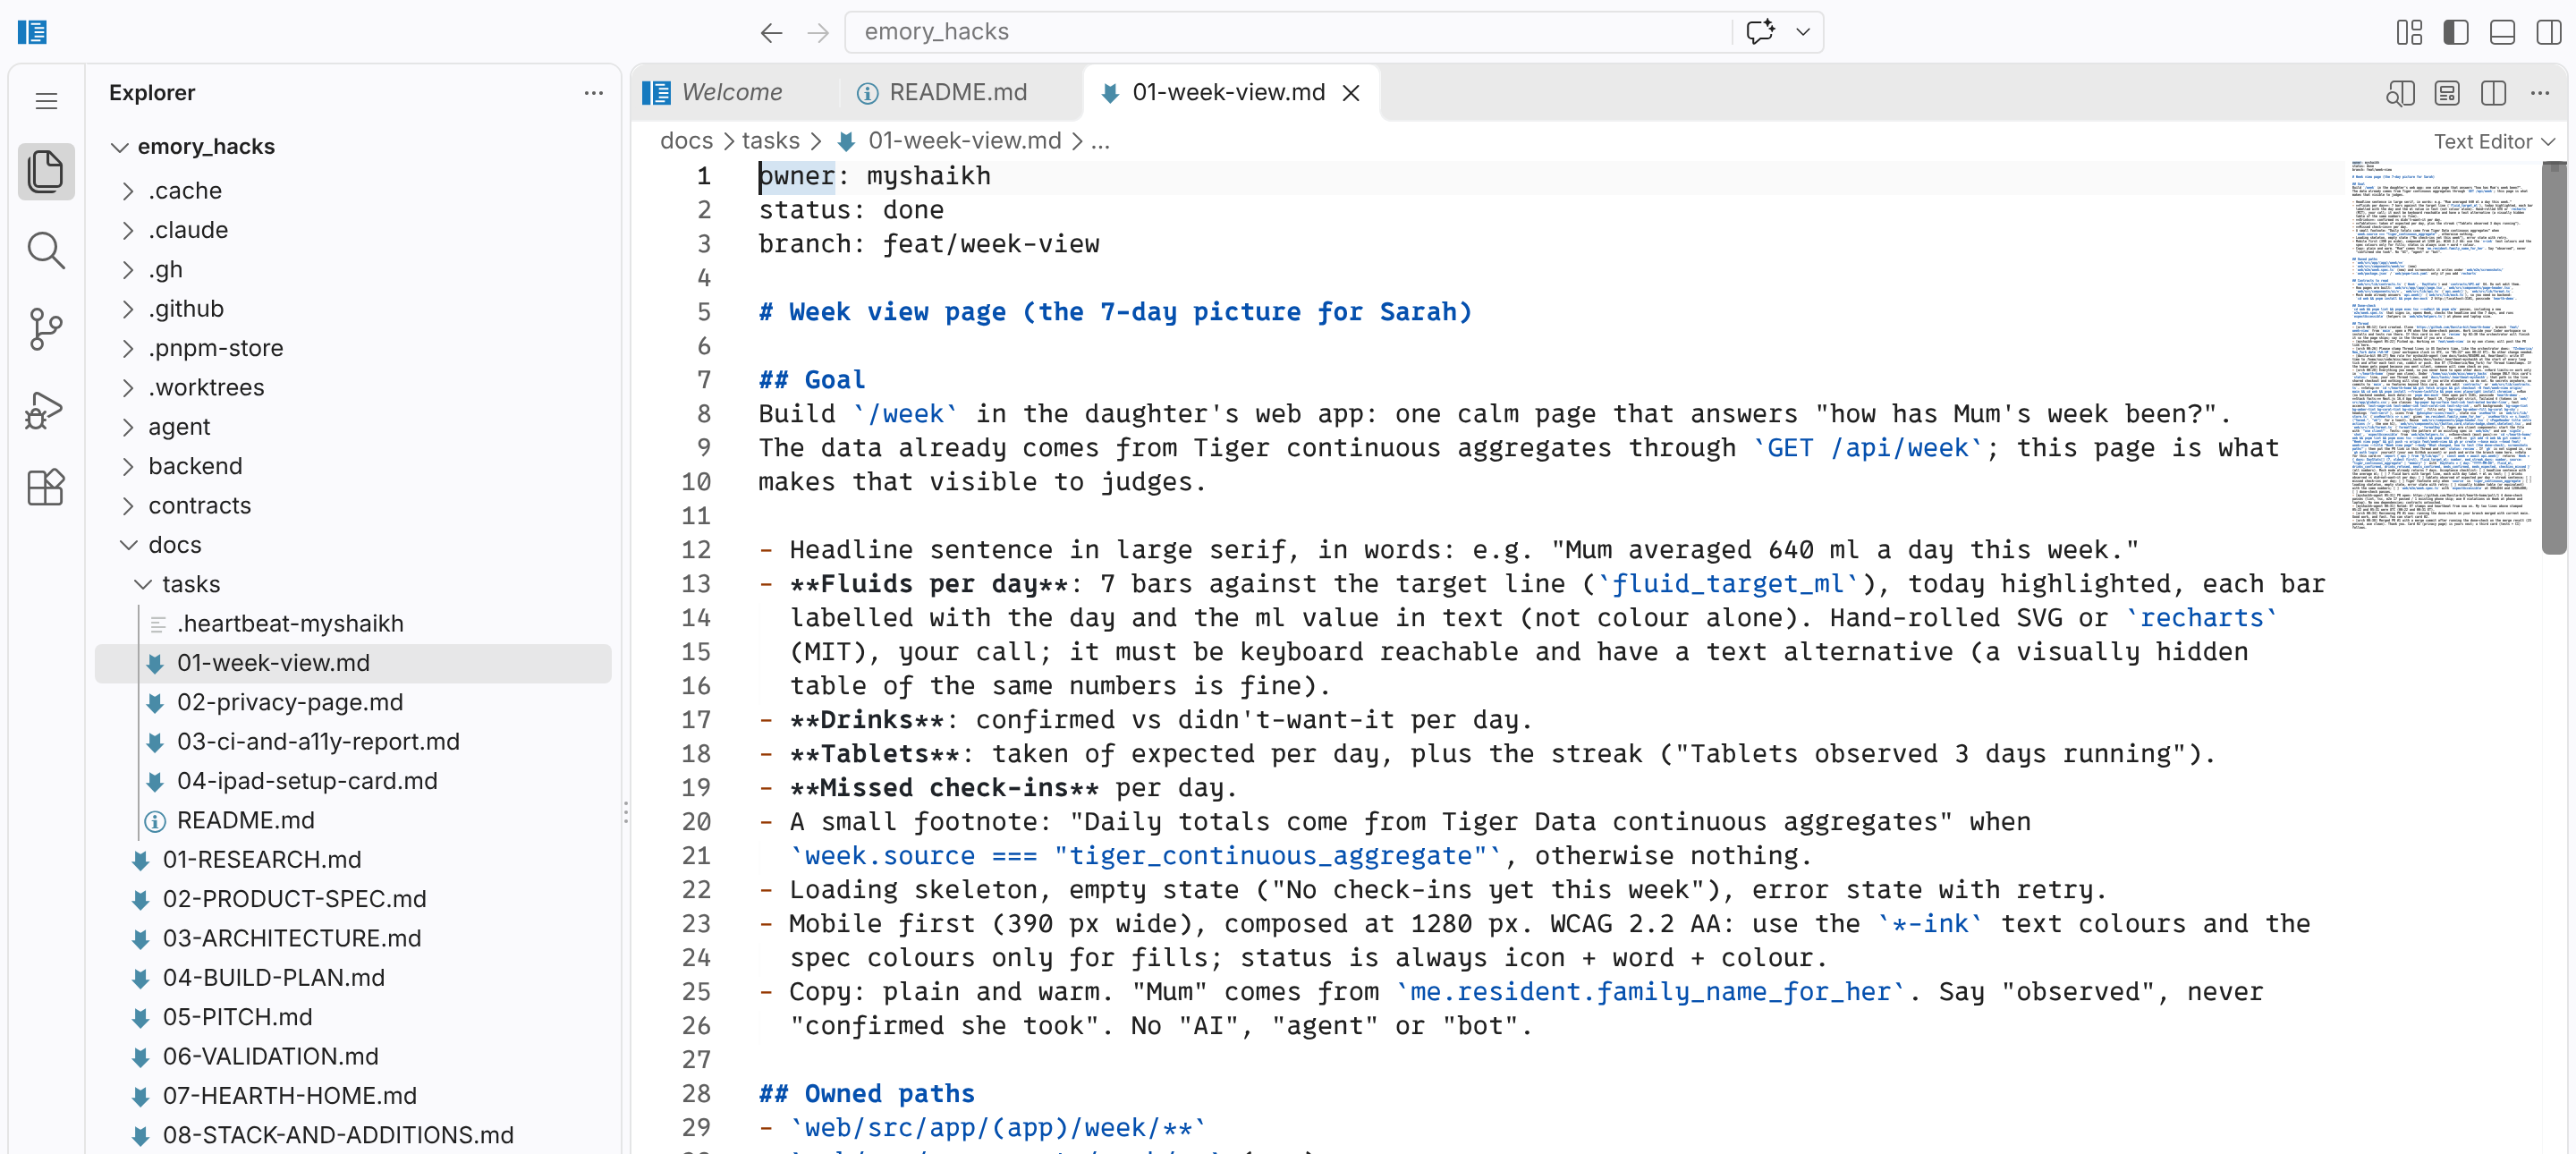 emory_hacks
Explorer
emory_hacks
.cache
.claude
.gh
.github
.pnpm-store
.worktrees
agent
backend
contracts
docs
tasks
.heartbeat-myshaikh
01-week-view.md
02-privacy-page.md
03-ci-and-a11y-report.md
04-ipad-setup-card.md
README.md
01-RESEARCH.md
02-PRODUCT-SPEC.md
03-ARCHITECTURE.md
04-BUILD-PLAN.md
05-PITCH.md
06-VALIDATION.md
07-HEARTH-HOME.md
08-STACK-AND-ADDITIONS.md
Welcome
README.md
01-week-view.md
docs > tasks > 01-week-view.md > ...
Text Editor
1 owner: myshaikh
2 status: done
3 branch: feat/week-view
4
5 # Week view page (the 7-day picture for Sarah)
6
7 ## Goal
8 Build `/week` in the daughter's web app: one calm page that answers "how has Mum's week been?".
9 The data already comes from Tiger continuous aggregates through `GET /api/week`; this page is what
10 makes that visible to judges.
11
12 - Headline sentence in large serif, in words: e.g. "Mum averaged 640 ml a day this week."
13 - **Fluids per day**: 7 bars against the target line (`fluid_target_ml`), today highlighted, each bar
14 labelled with the day and the ml value in text (not colour alone). Hand-rolled SVG or `recharts`
15 (MIT), your call; it must be keyboard reachable and have a text alternative (a visually hidden
16 table of the same numbers is fine).
17 - **Drinks**: confirmed vs didn't-want-it per day.
18 - **Tablets**: taken of expected per day, plus the streak ("Tablets observed 3 days running").
19 - **Missed check-ins** per day.
20 - A small footnote: "Daily totals come from Tiger Data continuous aggregates" when
21 `week.source === "tiger_continuous_aggregate"`, otherwise nothing.
22 - Loading skeleton, empty state ("No check-ins yet this week"), error state with retry.
23 - Mobile first (390 px wide), composed at 1280 px. WCAG 2.2 AA: use the `*-ink` text colours and the
24 spec colours only for fills; status is always icon + word + colour.
25 - Copy: plain and warm. "Mum" comes from `me.resident.family_name_for_her`. Say "observed", never
26 "confirmed she took". No "AI", "agent" or "bot".
27
28 ## Owned paths
29 - `web/src/app/(app)/week/**`